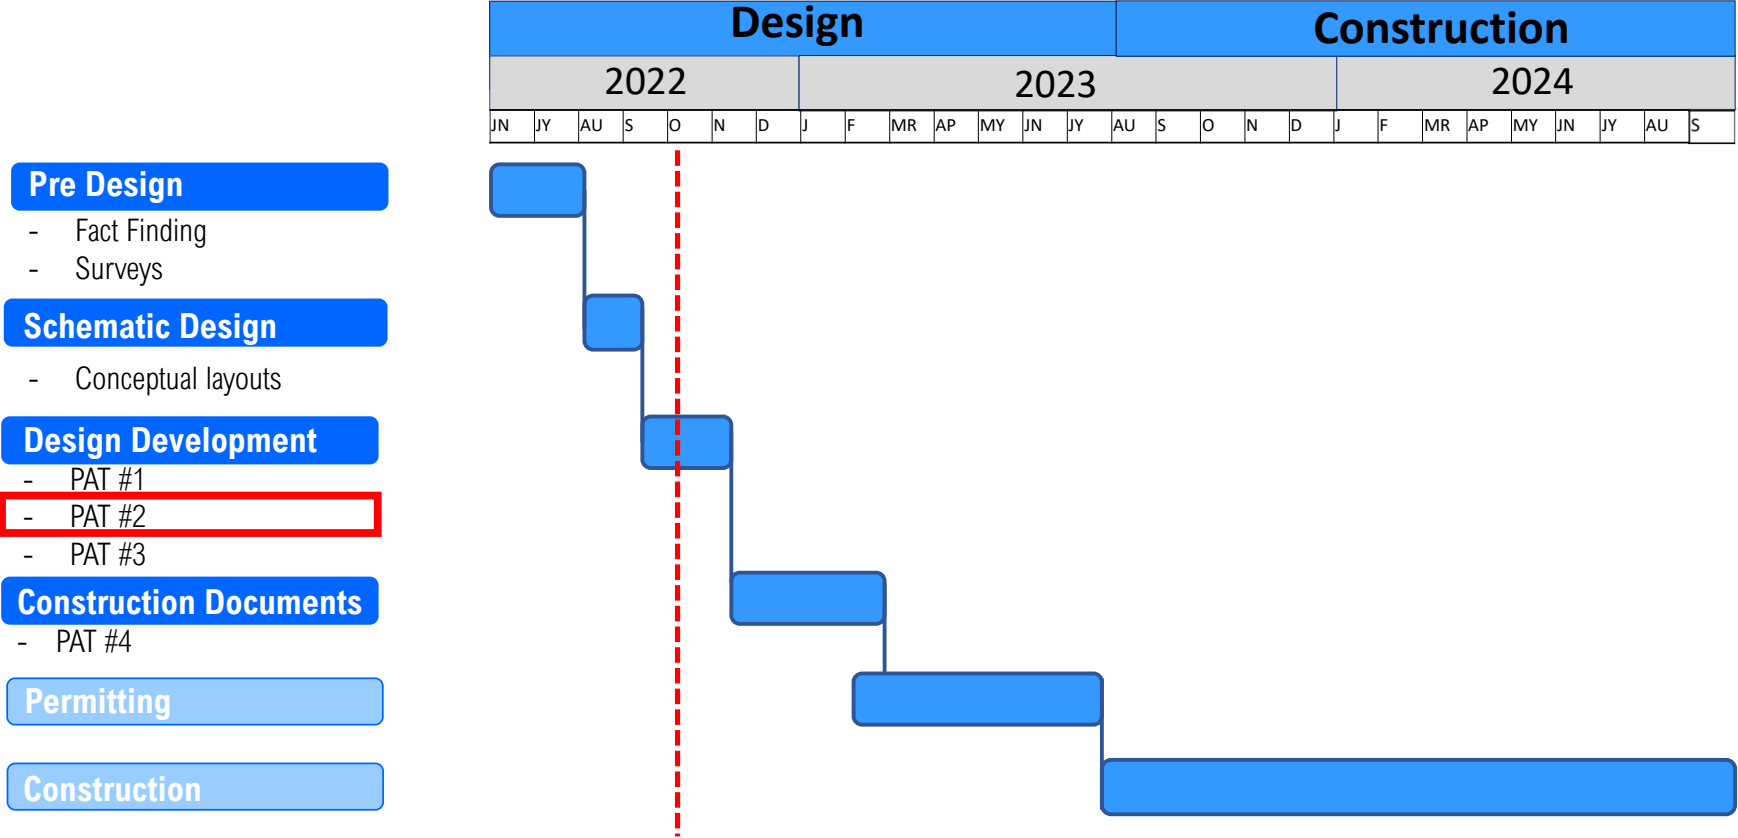 Design Construction
2022 2023 2024
JN JY AU S O N D J F MR AP MY JN JY AU S O N D J F MR AP MY JN JY AU S
Pre Design
- Fact Finding
- Surveys
Schematic Design
- Conceptual layouts
Design Development
- PAT #1
- PAT #2
- PAT #3
Construction Documents
- PAT #4
Permitting
Construction